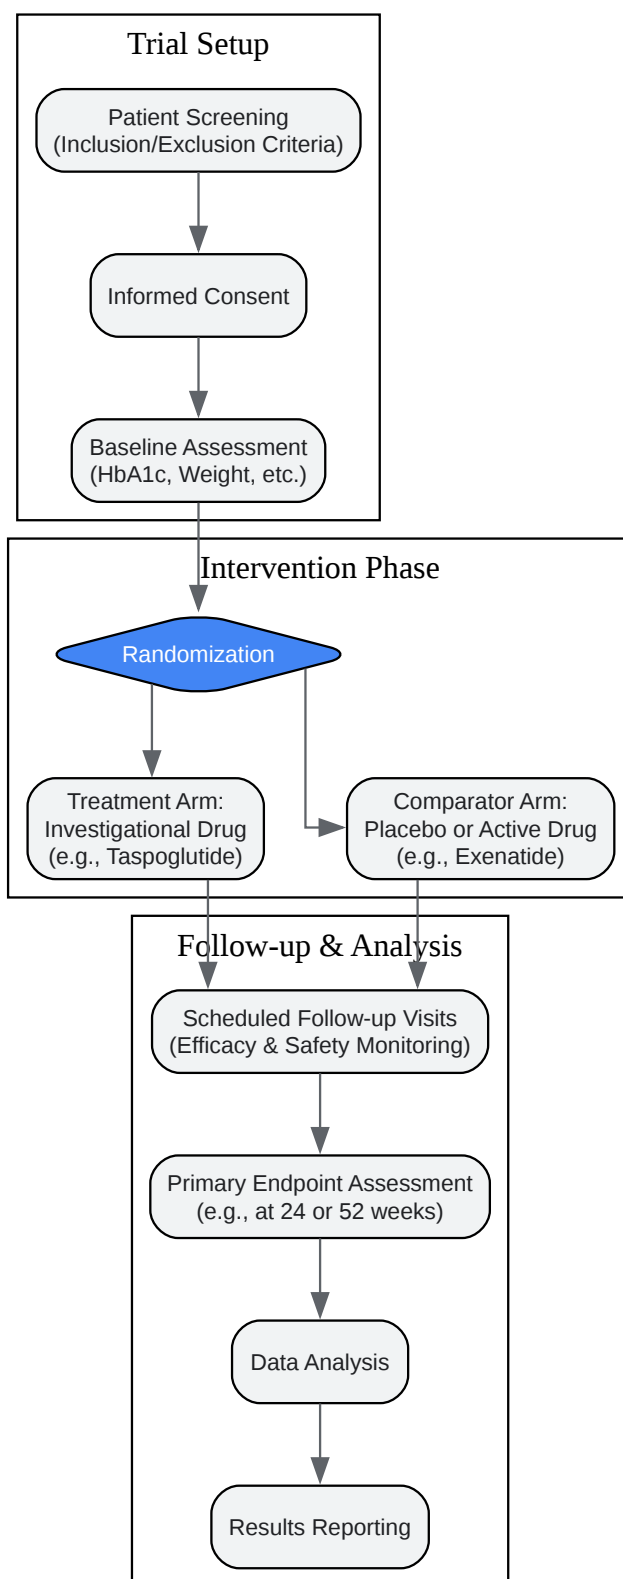 Trial Setup
Patient Screening
(Inclusion/Exclusion Criteria)
Informed Consent
Baseline Assessment
(HbA1c, Weight, etc.)
Intervention Phase
Randomization
Treatment Arm:
Investigational Drug
(e.g., Taspoglutide)
Comparator Arm:
Placebo or Active Drug
(e.g., Exenatide)
Follow-up & Analysis
Scheduled Follow-up Visits
(Efficacy & Safety Monitoring)
Primary Endpoint Assessment
(e.g., at 24 or 52 weeks)
Data Analysis
Results Reporting